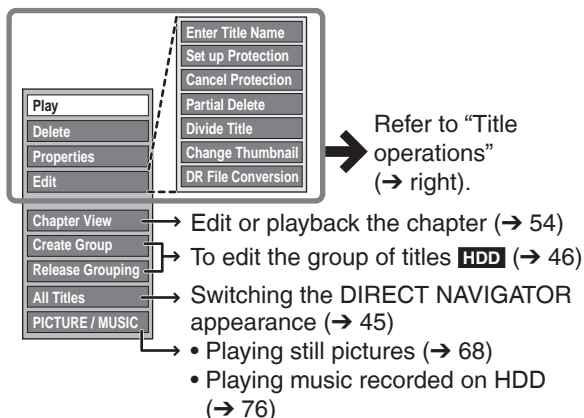 Enter Title Name
Set up Protection
Cancel Protection
Partial Delete
Divide Title
Change Thumbnail
DR File Conversion
Play
Delete
Properties
Edit
Refer to “Title
operations”
(➔ right).
Chapter View
Edit or playback the chapter (➔ 54)
Create Group
Release Grouping
To edit the group of titles HDD (➔ 46)
All Titles
Switching the DIRECT NAVIGATOR
appearance (➔ 45)
PICTURE / MUSIC
• Playing still pictures (➔ 68)
• Playing music recorded on HDD
(➔ 76)